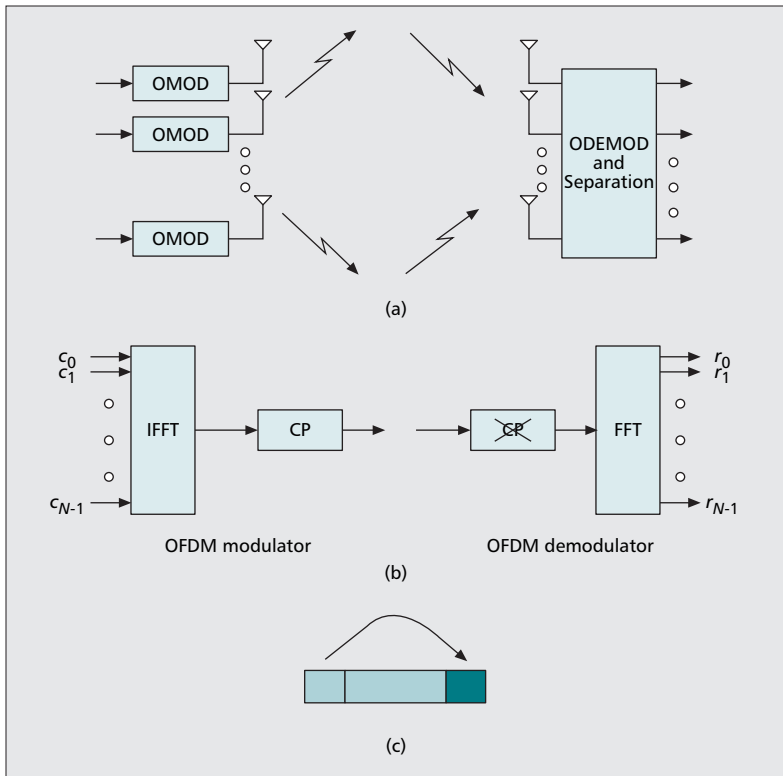 OMOD
OMOD
OMOD
ODEMOD
and
Separation
(a)
c0
c1
cN-1
IFFT
CP
CP
FFT
r0
r1
rN-1
OFDM modulator
OFDM demodulator
(b)
(c)